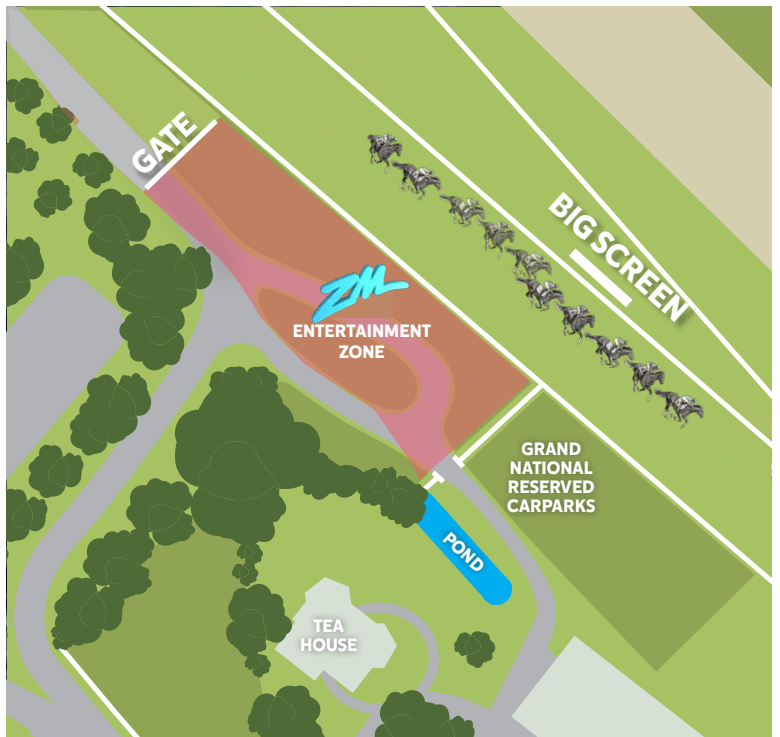 GATE
BIG SCREEN
ZM
ENTERTAINMENT
ZONE
GRAND
NATIONAL
RESERVED
CARPARKS
POND
TEA
HOUSE